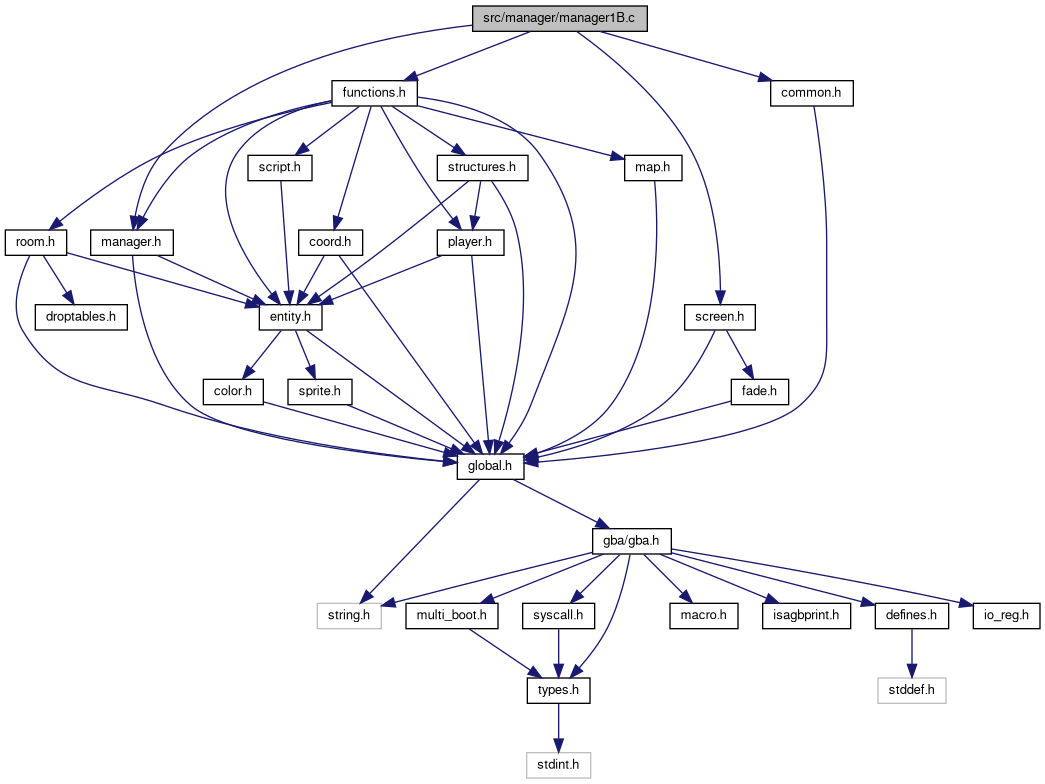 src/manager/manager1B.c
functions.h
common.h
script.h
structures.h
map.h
room.h
manager.h
coord.h
player.h
droptables.h
entity.h
screen.h
color.h
sprite.h
fade.h
global.h
gba/gba.h
string.h
multi_boot.h
syscall.h
macro.h
isagbprint.h
defines.h
io_reg.h
types.h
stddef.h
stdint.h